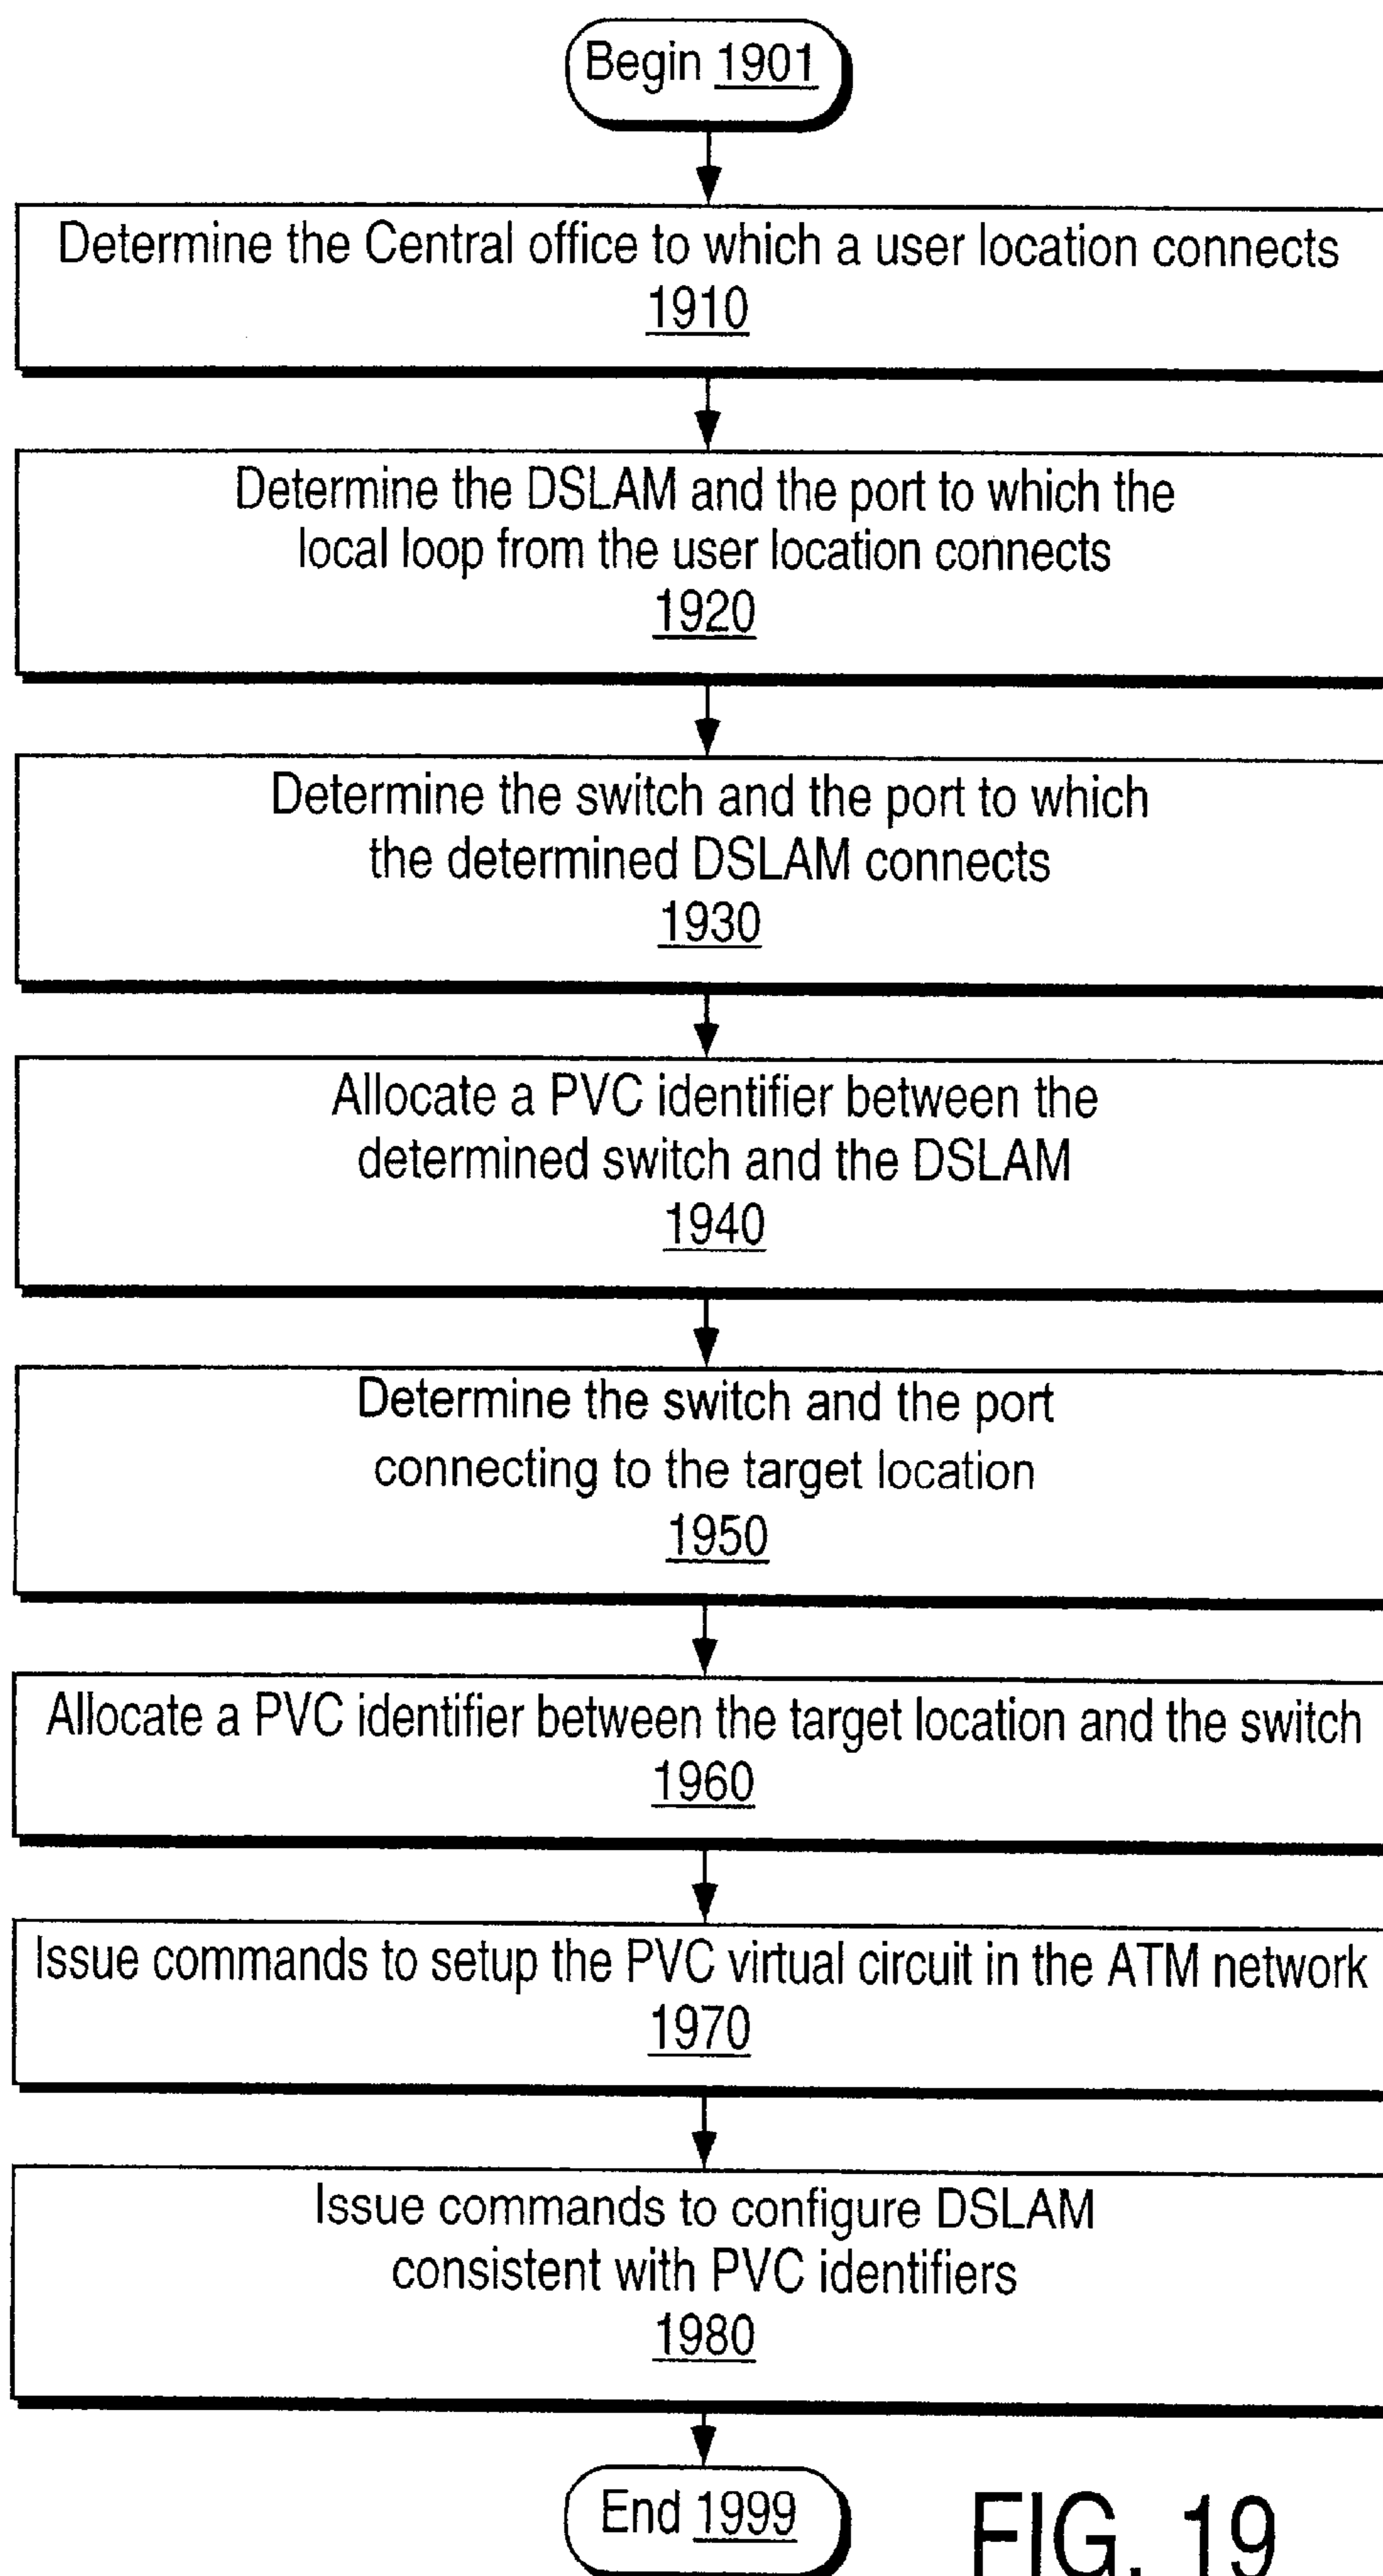 Begin 1901
Determine the Central office to which a user location connects
1910
Determine the DSLAM and the port to which the
local loop from the user location connects
1920
Determine the switch and the port to which
the determined DSLAM connects
1930
Allocate a PVC identifier between the
determined switch and the DSLAM
1940
Determine the switch and the port
connecting to the target location
1950
Allocate a PVC identifier between the target location and the switch
1960
Issue commands to setup the PVC virtual circuit in the ATM network
1970
Issue commands to configure DSLAM
consistent with PVC identifiers
1980
End 1999
FIG. 19